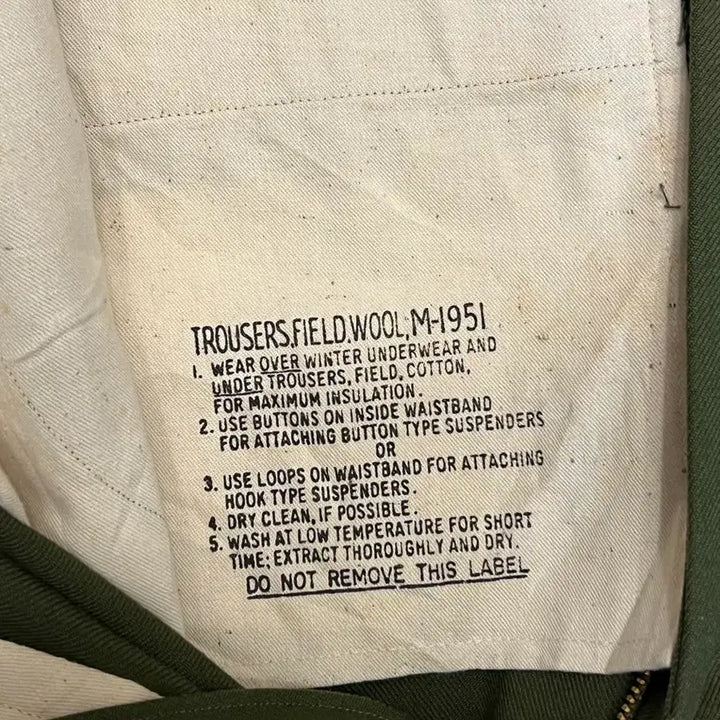 TROUSERS,FIELD.WOOL,M-1951
1. WEAR OVER WINTER UNDERWEAR AND
UNDER TROUSERS, FIELD, COTTON,
FOR MAXIMUM INSULATION.
2. USE BUTTONS ON INSIDE WAISTBAND
FOR ATTACHING BUTTON TYPE SUSPENDERS
OR
3. USE LOOPS ON WAISTBAND FOR ATTACHING
HOOK TYPE SUSPENDERS.
4. DRY CLEAN, IF POSSIBLE.
5. WASH AT LOW TEMPERATURE FOR SHORT
TIME; EXTRACT THOROUGHLY AND DRY.
DO NOT REMOVE THIS LABEL